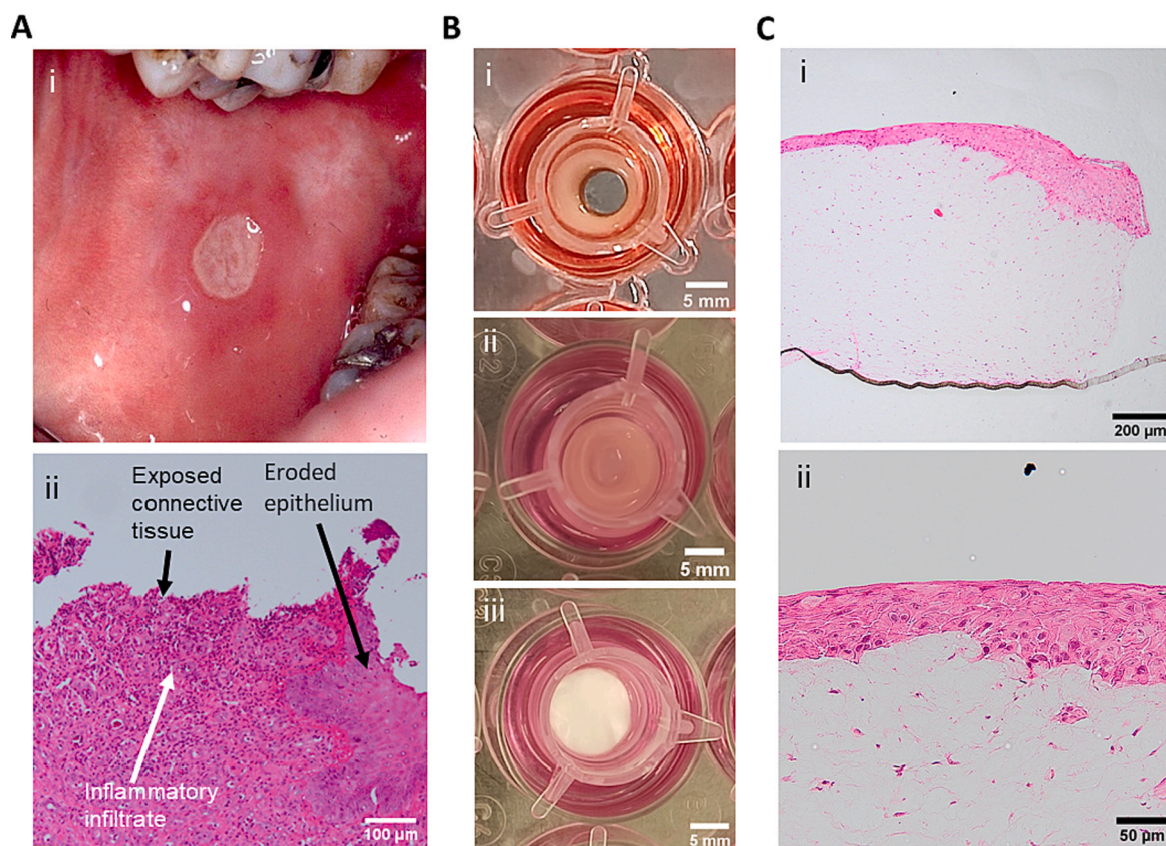 A
i
ii
Exposed
connective
tissue
Eroded
epithelium
Inflammatory
infiltrate
100 µm
B
i
5 mm
ii
5 mm
iii
5 mm
C
i
200 µm
ii
50 µm